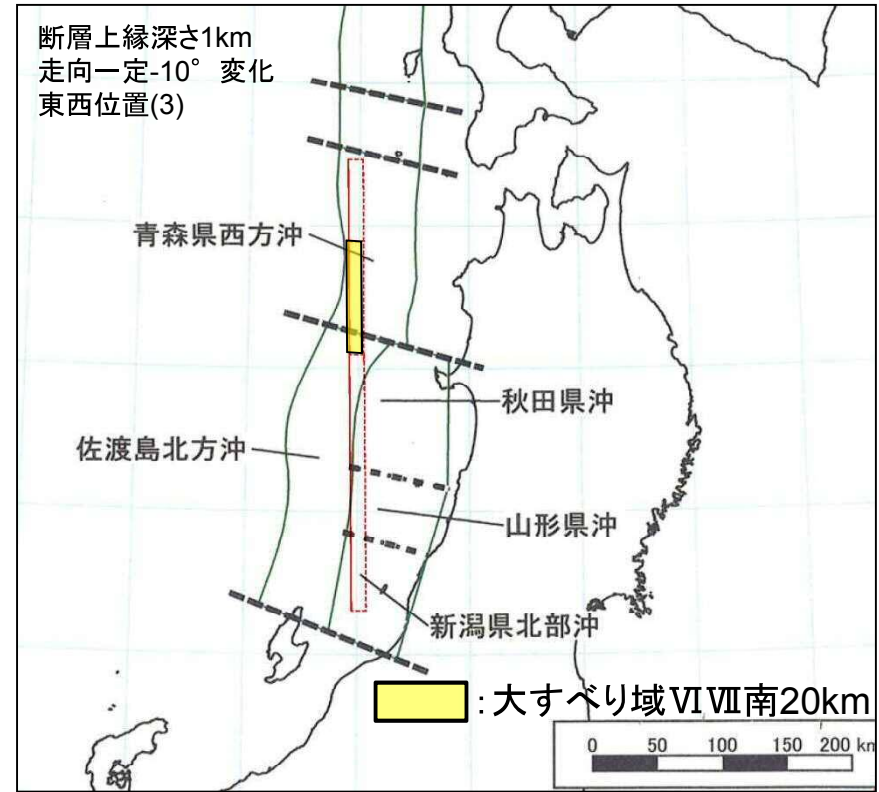 断層上縁深さ1km
走向一定-10°変化
東西位置(3)
青森県西方沖
秋田県沖
佐渡島北方沖
山形県沖
新潟県北部沖
:大すべり域ⅥⅦ南20km
0 50 100 150 200 km